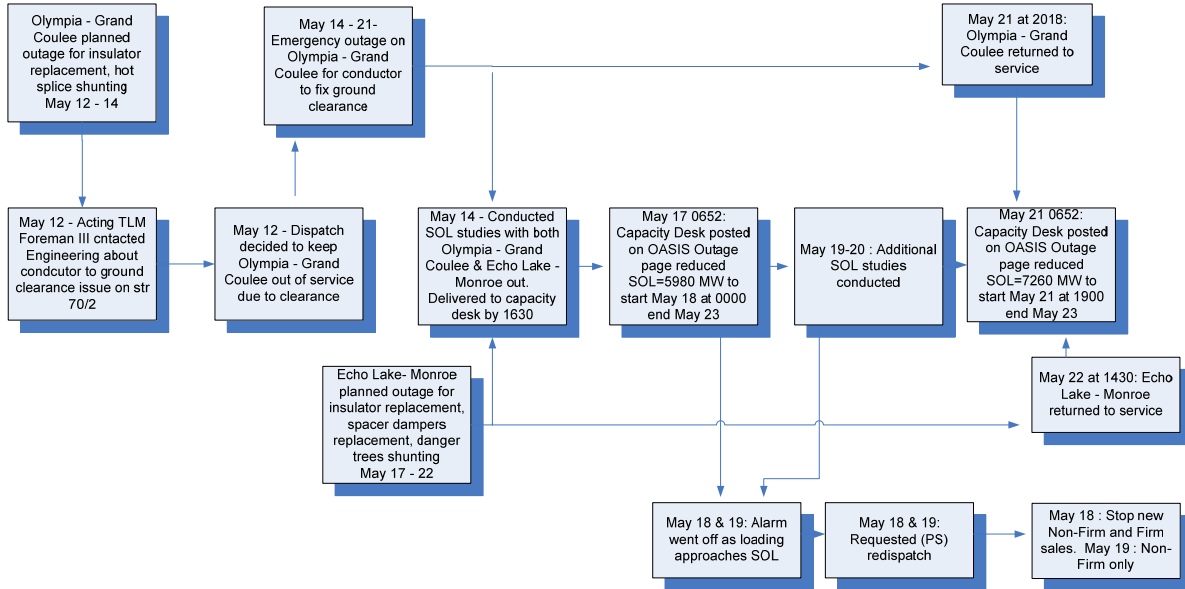 Olympia - Grand
Coulee planned
outage for insulator
replacement, hot
splice shunting
May 12 - 14
May 14 - 21-
Emergency outage on
Olympia - Grand
Coulee for conductor
to fix ground
clearance
May 21 at 2018:
Olympia - Grand
Coulee returned to
service
May 12 - Acting TLM
Foreman III cntacted
Engineering about
condcutor to ground
clearance issue on str
70/2
May 12 - Dispatch
decided to keep
Olympia - Grand
Coulee out of service
due to clearance
May 14 - Conducted
SOL studies with both
Olympia - Grand
Coulee & Echo Lake -
Monroe out.
Delivered to capacity
desk by 1630
May 17 0652:
Capacity Desk posted
on OASIS Outage
page reduced
SOL=5980 MW to
start May 18 at 0000
end May 23
May 19-20 : Additional
SOL studies
conducted
May 21 0652:
Capacity Desk posted
on OASIS Outage
page reduced
SOL=7260 MW to
start May 21 at 1900
end May 23
Echo Lake- Monroe
planned outage for
insulator replacement,
spacer dampers
replacement, danger
trees shunting
May 17 - 22
May 22 at 1430: Echo
Lake - Monroe
returned to service
May 18 & 19: Alarm
went off as loading
approaches SOL
May 18 & 19:
Requested (PS)
redispatch
May 18 : Stop new
Non-Firm and Firm
sales.  May 19 : Non-
Firm only